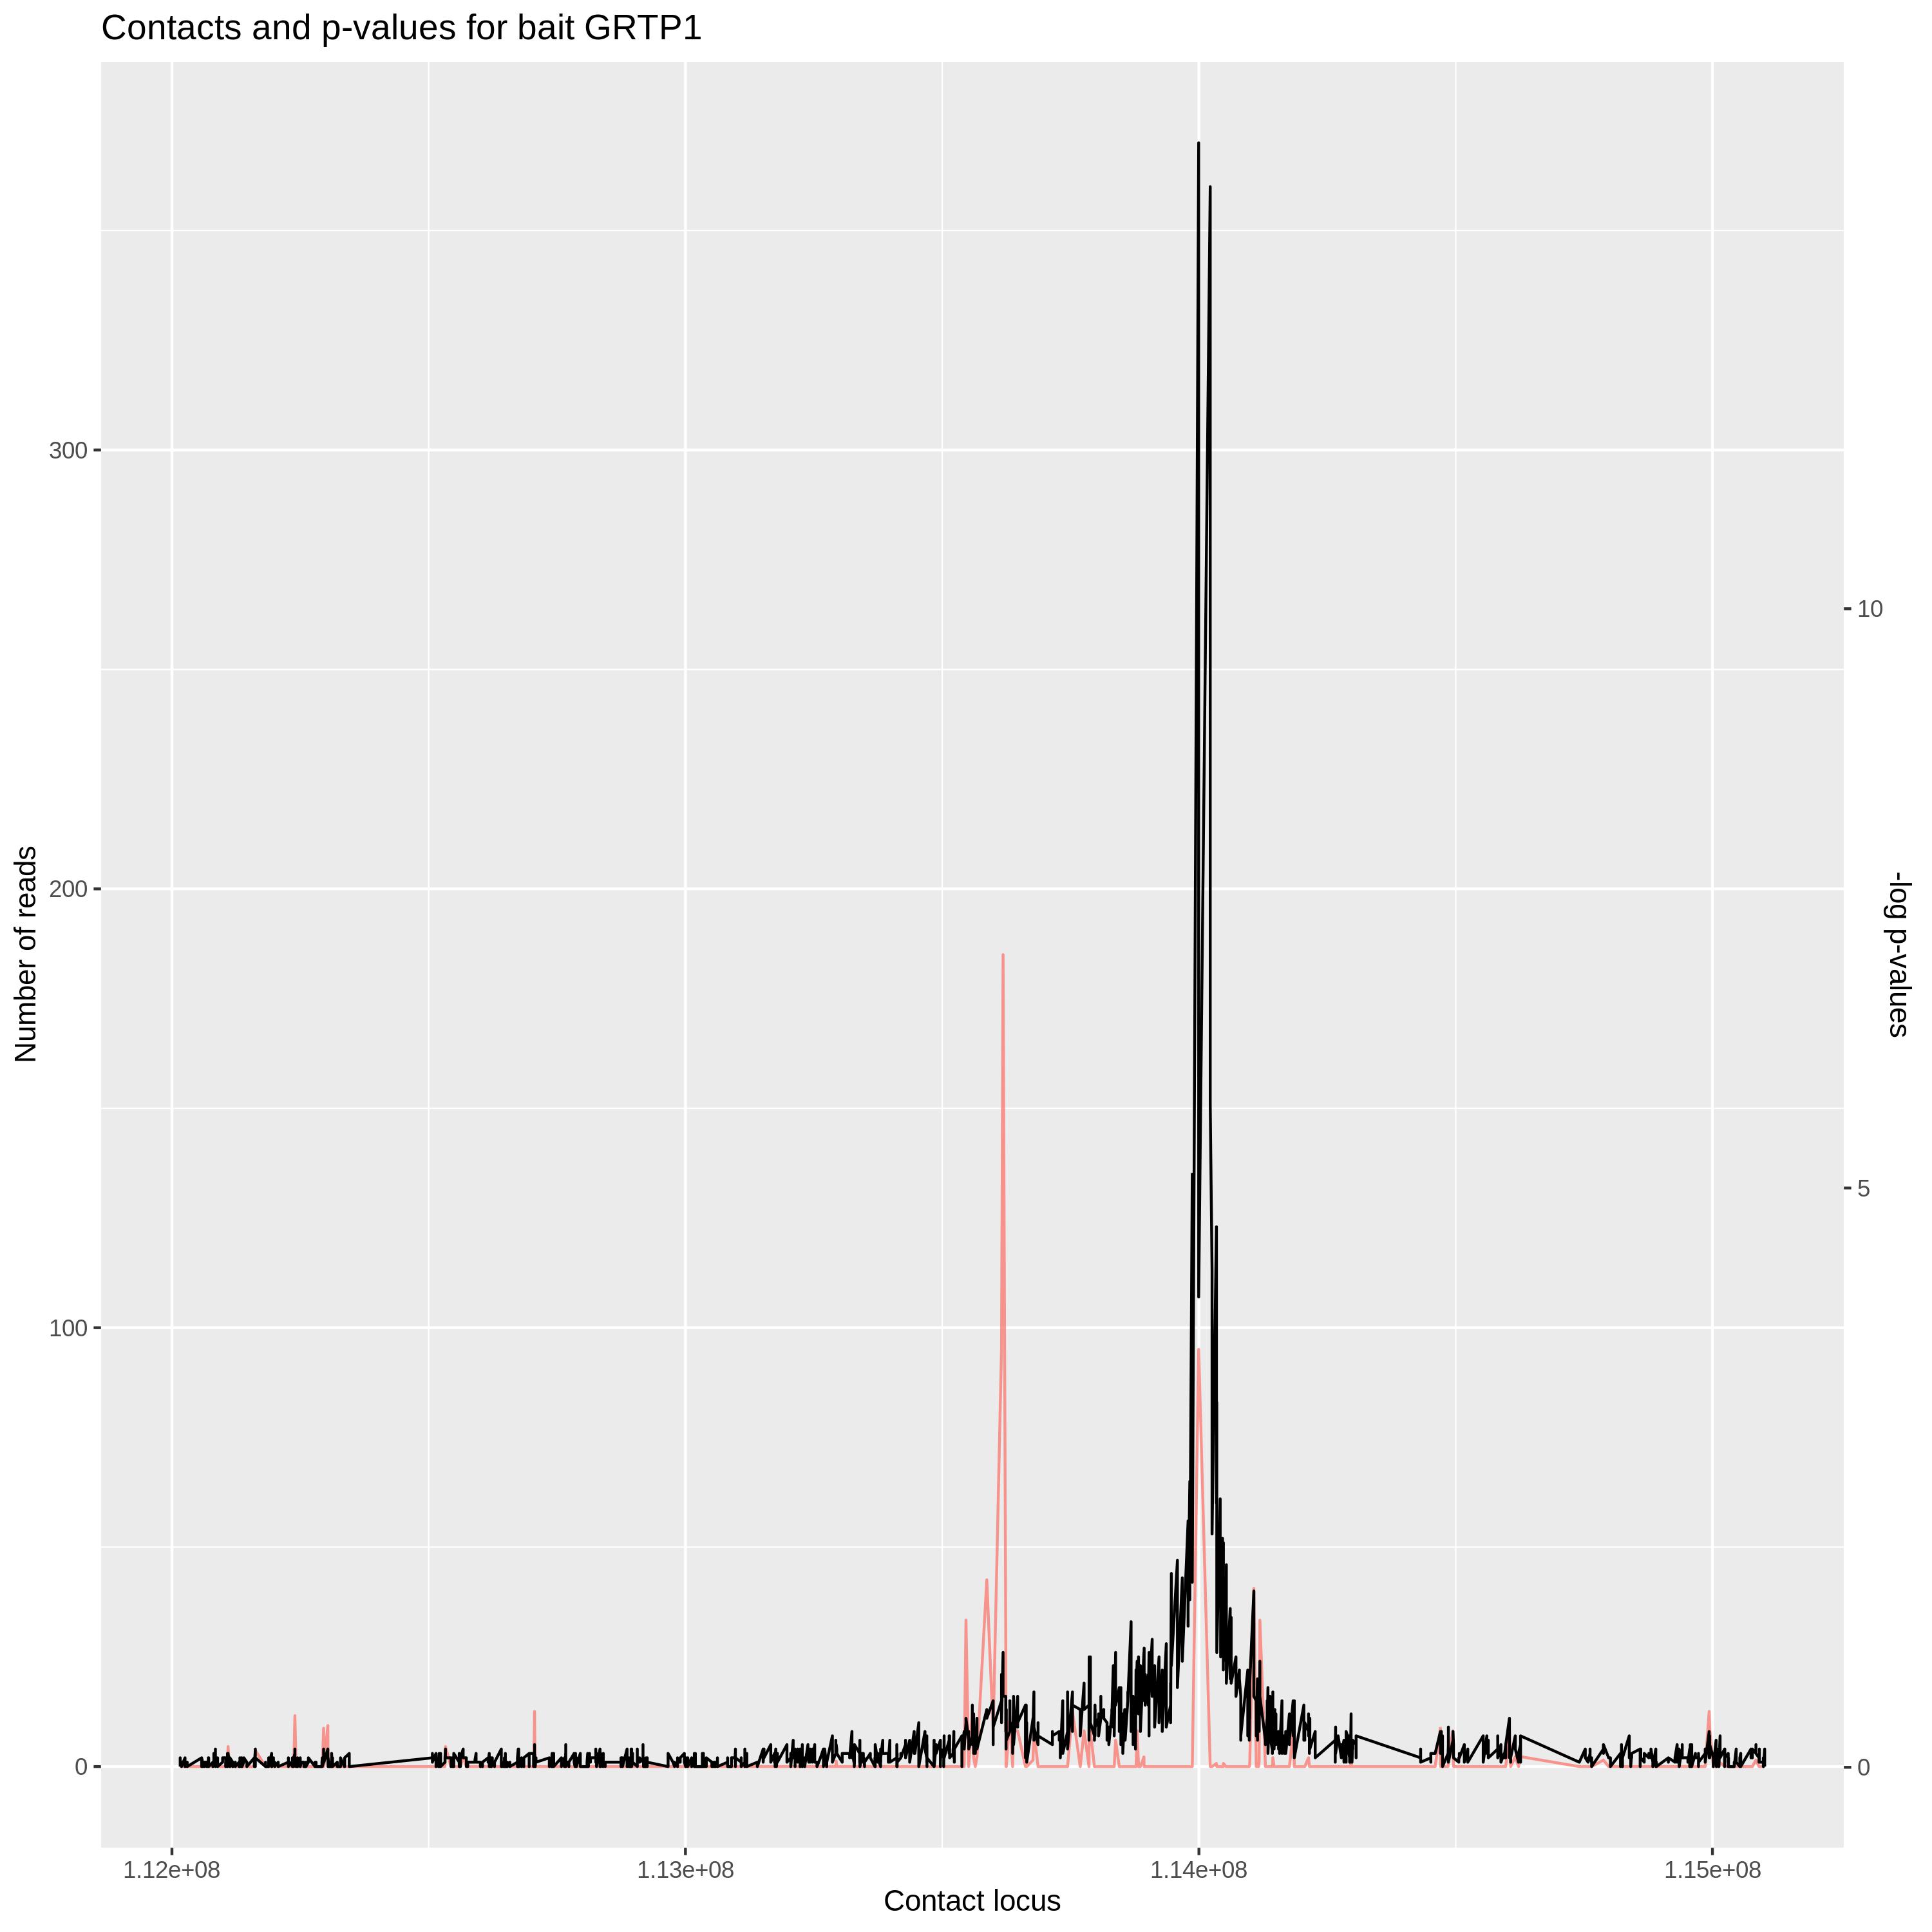 Contacts and p-values for bait GRTP1
Number of reads
300
200
100
0
10
5
0
-log p-values
1.12e+08
1.13e+08
1.14e+08
1.15e+08
Contact locus